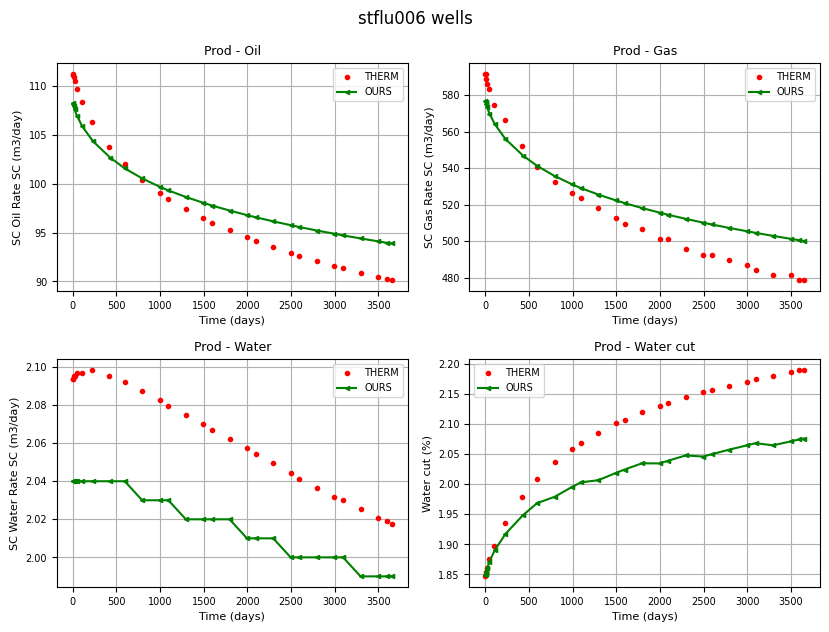 stflu006 wells
Prod - Oil
SC Oil Rate SC (m3/day)
110
105
100
95
90
THERM
OURS
0 500 1000 1500 2000 2500 3000 3500
Time (days)
Prod - Gas
SC Gas Rate SC (m3/day)
580
560
540
520
500
480
THERM
OURS
0 500 1000 1500 2000 2500 3000 3500
Time (days)
Prod - Water
SC Water Rate SC (m3/day)
2.10
2.08
2.06
2.04
2.02
2.00
THERM
OURS
0 500 1000 1500 2000 2500 3000 3500
Time (days)
Prod - Water cut
Water cut (%)
2.20
2.15
2.10
2.05
2.00
1.95
1.90
1.85
THERM
OURS
0 500 1000 1500 2000 2500 3000 3500
Time (days)